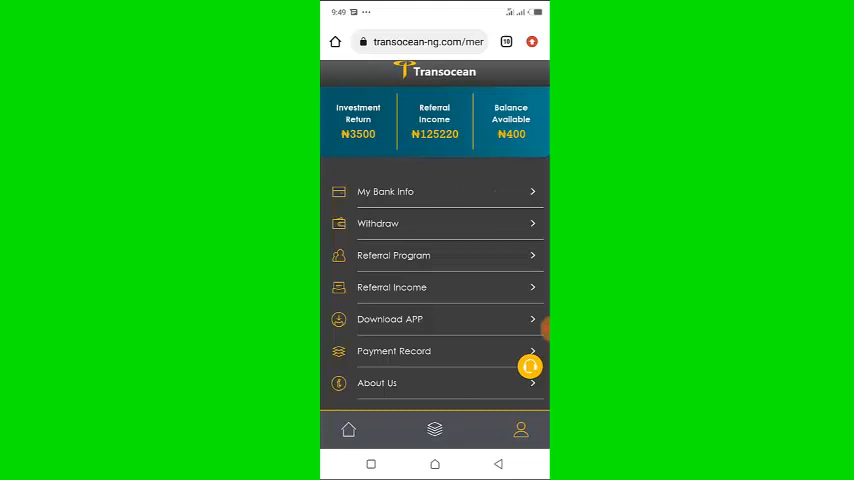 9:49
transocean-ng.com/mer
18
Transocean
Investment Return
₦3500
Referral Income
₦125220
Balance Available
₦400
My Bank Info
Withdraw
Referral Program
Referral Income
Download APP
Payment Record
About Us